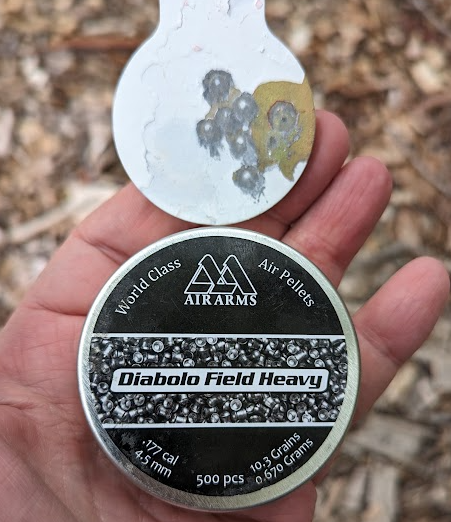 World Class
AIR ARMS
Air Pellets
Diabolo Field Heavy
.177 cal
4.5 mm
500 pcs
10.3 Grains
0.670 Grams